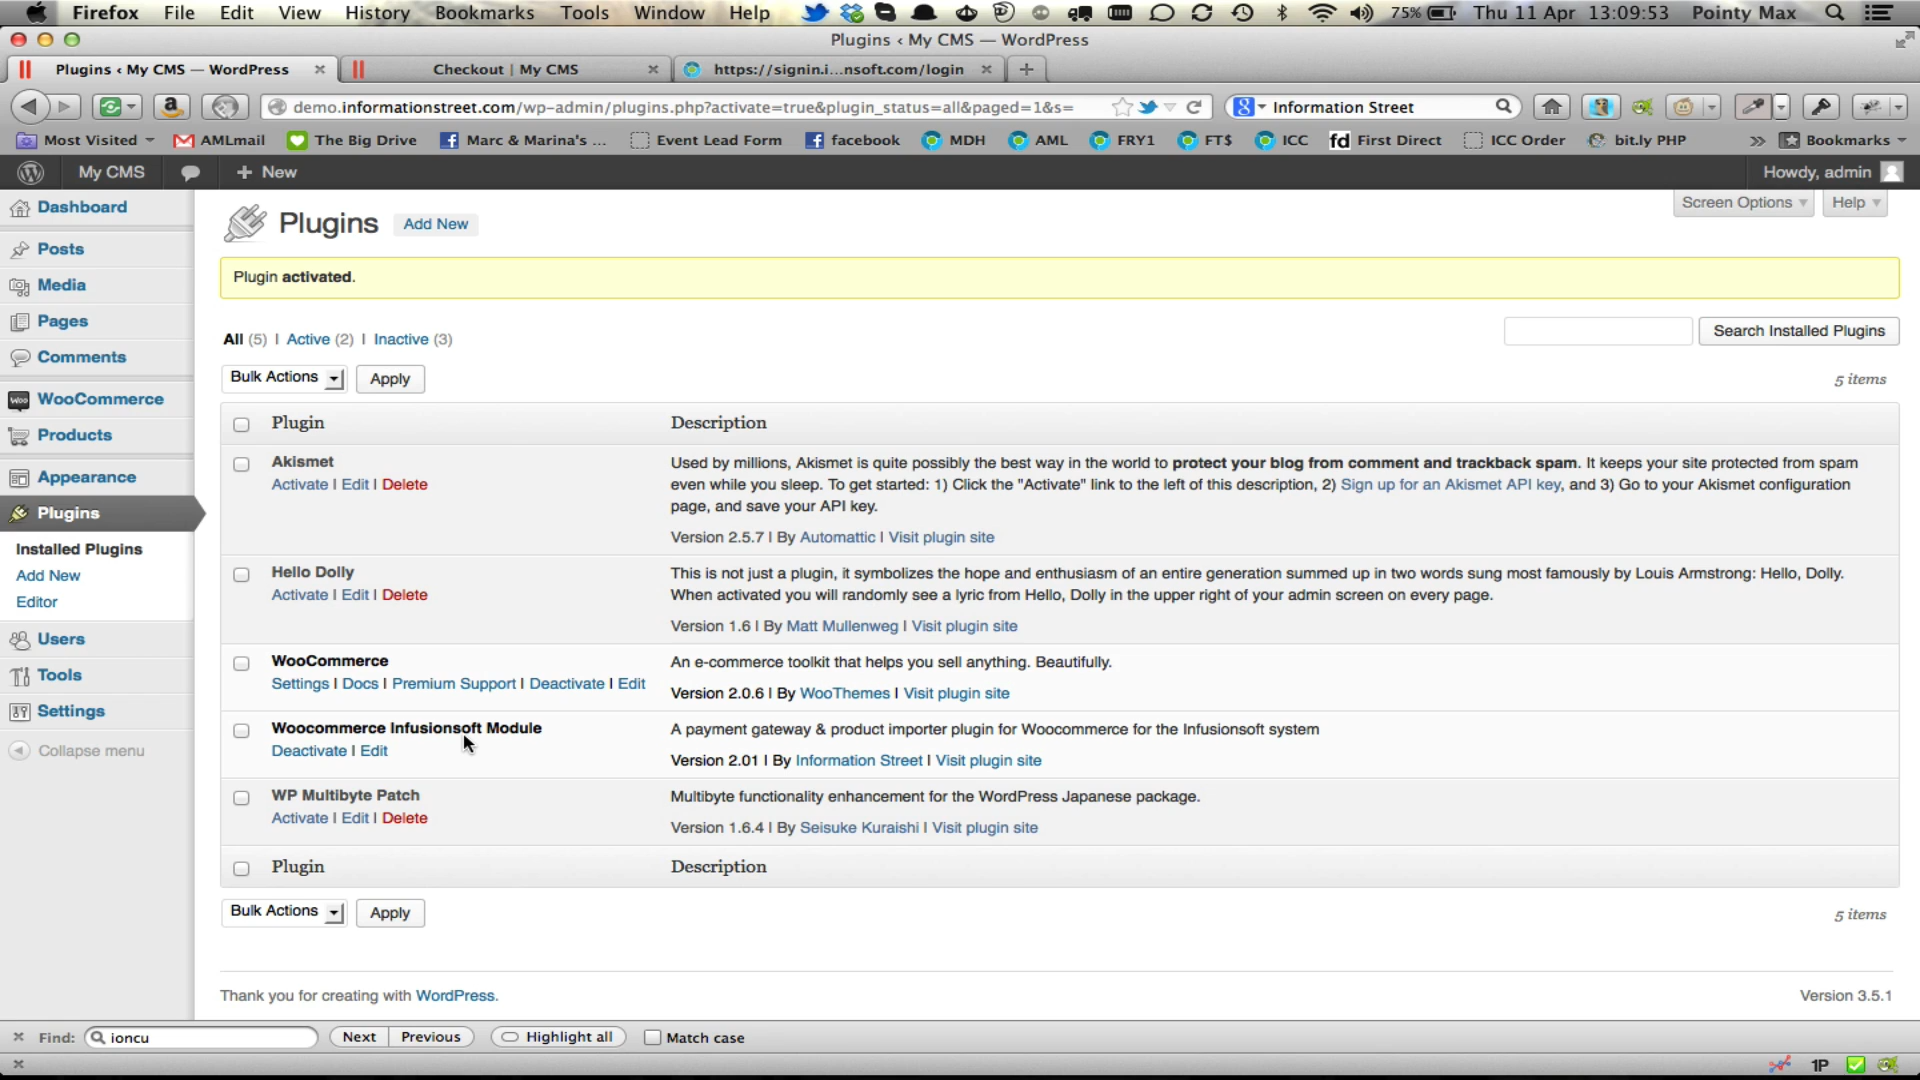 Firefox File Edit View History Bookmarks Tools Window Help 75% Thu 11 Apr 13:09:53 Pointy Max
Plugins ‹ My CMS — WordPress
Plugins ‹ My CMS — WordPress Checkout | My CMS https://signin.i...nsoft.com/login
demo.informationstreet.com/wp-admin/plugins.php?activate=true&plugin_status=all&paged=1&s= Information Street
Most Visited AMLmail The Big Drive Marc & Marina's ... Event Lead Form facebook MDH AML FRY1 FT$ ICC fd First Direct ICC Order bit.ly PHP Bookmarks
My CMS + New Howdy, admin
Screen Options Help
Dashboard
Posts
Media
Pages
Comments
WooCommerce
Products
Appearance
Plugins
Installed Plugins
Add New
Editor
Users
Tools
Settings
Collapse menu
Plugins Add New
Plugin activated.
All (5) | Active (2) | Inactive (3)
Search Installed Plugins
Bulk Actions Apply 5 items
Plugin Description
Akismet
Activate | Edit | Delete
Used by millions, Akismet is quite possibly the best way in the world to protect your blog from comment and trackback spam. It keeps your site protected from spam
even while you sleep. To get started: 1) Click the "Activate" link to the left of this description, 2) Sign up for an Akismet API key, and 3) Go to your Akismet configuration
page, and save your API key.
Version 2.5.7 | By Automattic | Visit plugin site
Hello Dolly
Activate | Edit | Delete
This is not just a plugin, it symbolizes the hope and enthusiasm of an entire generation summed up in two words sung most famously by Louis Armstrong: Hello, Dolly.
When activated you will randomly see a lyric from Hello, Dolly in the upper right of your admin screen on every page.
Version 1.6 | By Matt Mullenweg | Visit plugin site
WooCommerce
Settings | Docs | Premium Support | Deactivate | Edit
An e-commerce toolkit that helps you sell anything. Beautifully.
Version 2.0.6 | By WooThemes | Visit plugin site
Woocommerce Infusionsoft Module
Deactivate | Edit
A payment gateway & product importer plugin for Woocommerce for the Infusionsoft system
Version 2.01 | By Information Street | Visit plugin site
WP Multibyte Patch
Activate | Edit | Delete
Multibyte functionality enhancement for the WordPress Japanese package.
Version 1.6.4 | By Seisuke Kuraishi | Visit plugin site
Plugin Description
Bulk Actions Apply 5 items
Thank you for creating with WordPress. Version 3.5.1
Find: ioncu Next Previous Highlight all Match case
1P